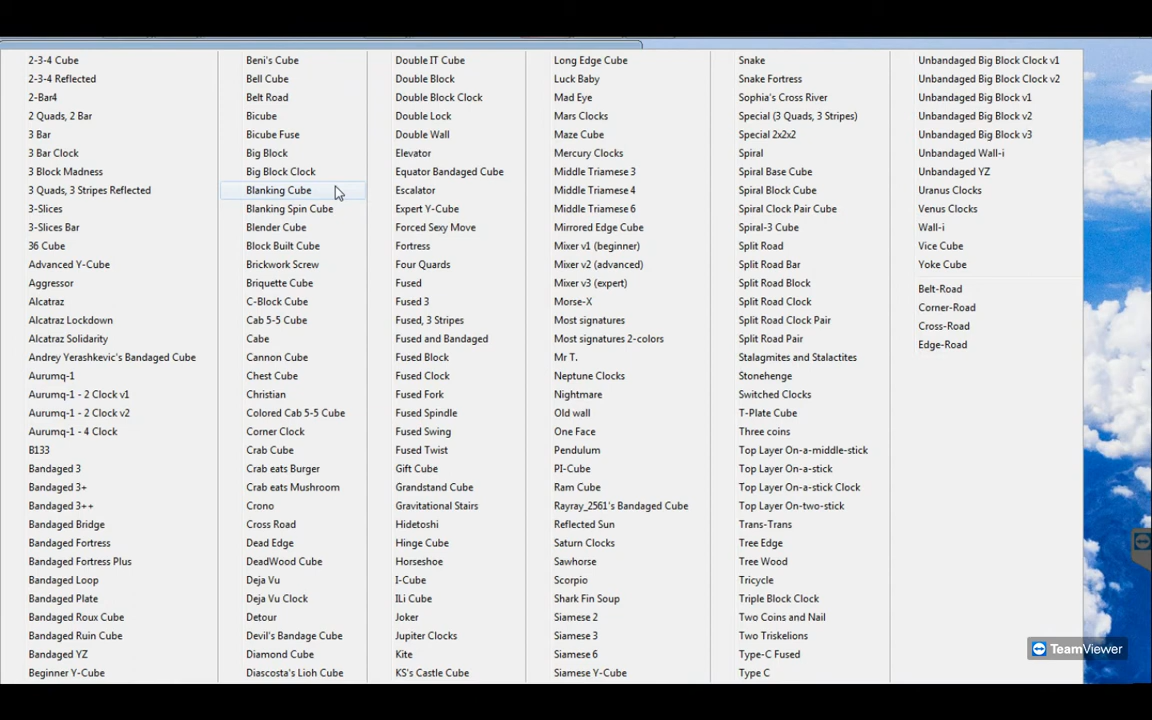 2-3-4 Cube
2-3-4 Reflected
2-Bar4
2 Quads, 2 Bar
3 Bar
3 Bar Clock
3 Block Madness
3 Quads, 3 Stripes Reflected
3-Slices
3-Slices Bar
36 Cube
Advanced Y-Cube
Aggressor
Alcatraz
Alcatraz Lockdown
Alcatraz Solidarity
Andrey Yerashkevic's Bandaged Cube
Aurumq-1
Aurumq-1 - 2 Clock v1
Aurumq-1 - 2 Clock v2
Aurumq-1 - 4 Clock
B133
Bandaged 3
Bandaged 3+
Bandaged 3++
Bandaged Bridge
Bandaged Fortress
Bandaged Fortress Plus
Bandaged Loop
Bandaged Plate
Bandaged Roux Cube
Bandaged Ruin Cube
Bandaged YZ
Beginner Y-Cube
Beni's Cube
Bell Cube
Belt Road
Bicube
Bicube Fuse
Big Block
Big Block Clock
Blanking Cube
Blanking Spin Cube
Blender Cube
Block Built Cube
Brickwork Screw
Briquette Cube
C-Block Cube
Cab 5-5 Cube
Cabe
Cannon Cube
Chest Cube
Christian
Colored Cab 5-5 Cube
Corner Clock
Crab Cube
Crab eats Burger
Crab eats Mushroom
Crono
Cross Road
Dead Edge
DeadWood Cube
Deja Vu
Deja Vu Clock
Detour
Devil's Bandage Cube
Diamond Cube
Diascosta's Lioh Cube
Double IT Cube
Double Block
Double Block Clock
Double Lock
Double Wall
Elevator
Equator Bandaged Cube
Escalator
Expert Y-Cube
Forced Sexy Move
Fortress
Four Quards
Fused
Fused 3
Fused, 3 Stripes
Fused and Bandaged
Fused Block
Fused Clock
Fused Fork
Fused Spindle
Fused Swing
Fused Twist
Gift Cube
Grandstand Cube
Gravitational Stairs
Hidetoshi
Hinge Cube
Horseshoe
I-Cube
ILi Cube
Joker
Jupiter Clocks
Kite
KS's Castle Cube
Long Edge Cube
Luck Baby
Mad Eye
Mars Clocks
Maze Cube
Mercury Clocks
Middle Triamese 3
Middle Triamese 4
Middle Triamese 6
Mirrored Edge Cube
Mixer v1 (beginner)
Mixer v2 (advanced)
Mixer v3 (expert)
Morse-X
Most signatures
Most signatures 2-colors
Mr T.
Neptune Clocks
Nightmare
Old wall
One Face
Pendulum
PI-Cube
Ram Cube
Rayray_2561's Bandaged Cube
Reflected Sun
Saturn Clocks
Sawhorse
Scorpio
Shark Fin Soup
Siamese 2
Siamese 3
Siamese 6
Siamese Y-Cube
Snake
Snake Fortress
Sophia's Cross River
Special (3 Quads, 3 Stripes)
Special 2x2x2
Spiral
Spiral Base Cube
Spiral Block Cube
Spiral Clock Pair Cube
Spiral-3 Cube
Split Road
Split Road Bar
Split Road Block
Split Road Clock
Split Road Clock Pair
Split Road Pair
Stalagmites and Stalactites
Stonehenge
Switched Clocks
T-Plate Cube
Three coins
Top Layer On-a-middle-stick
Top Layer On-a-stick
Top Layer On-a-stick Clock
Top Layer On-two-stick
Trans-Trans
Tree Edge
Tree Wood
Tricycle
Triple Block Clock
Two Coins and Nail
Two Triskelions
Type-C Fused
Type C
Unbandaged Big Block Clock v1
Unbandaged Big Block Clock v2
Unbandaged Big Block v1
Unbandaged Big Block v2
Unbandaged Big Block v3
Unbandaged Wall-i
Unbandaged YZ
Uranus Clocks
Venus Clocks
Wall-i
Vice Cube
Yoke Cube
Belt-Road
Corner-Road
Cross-Road
Edge-Road
TeamViewer